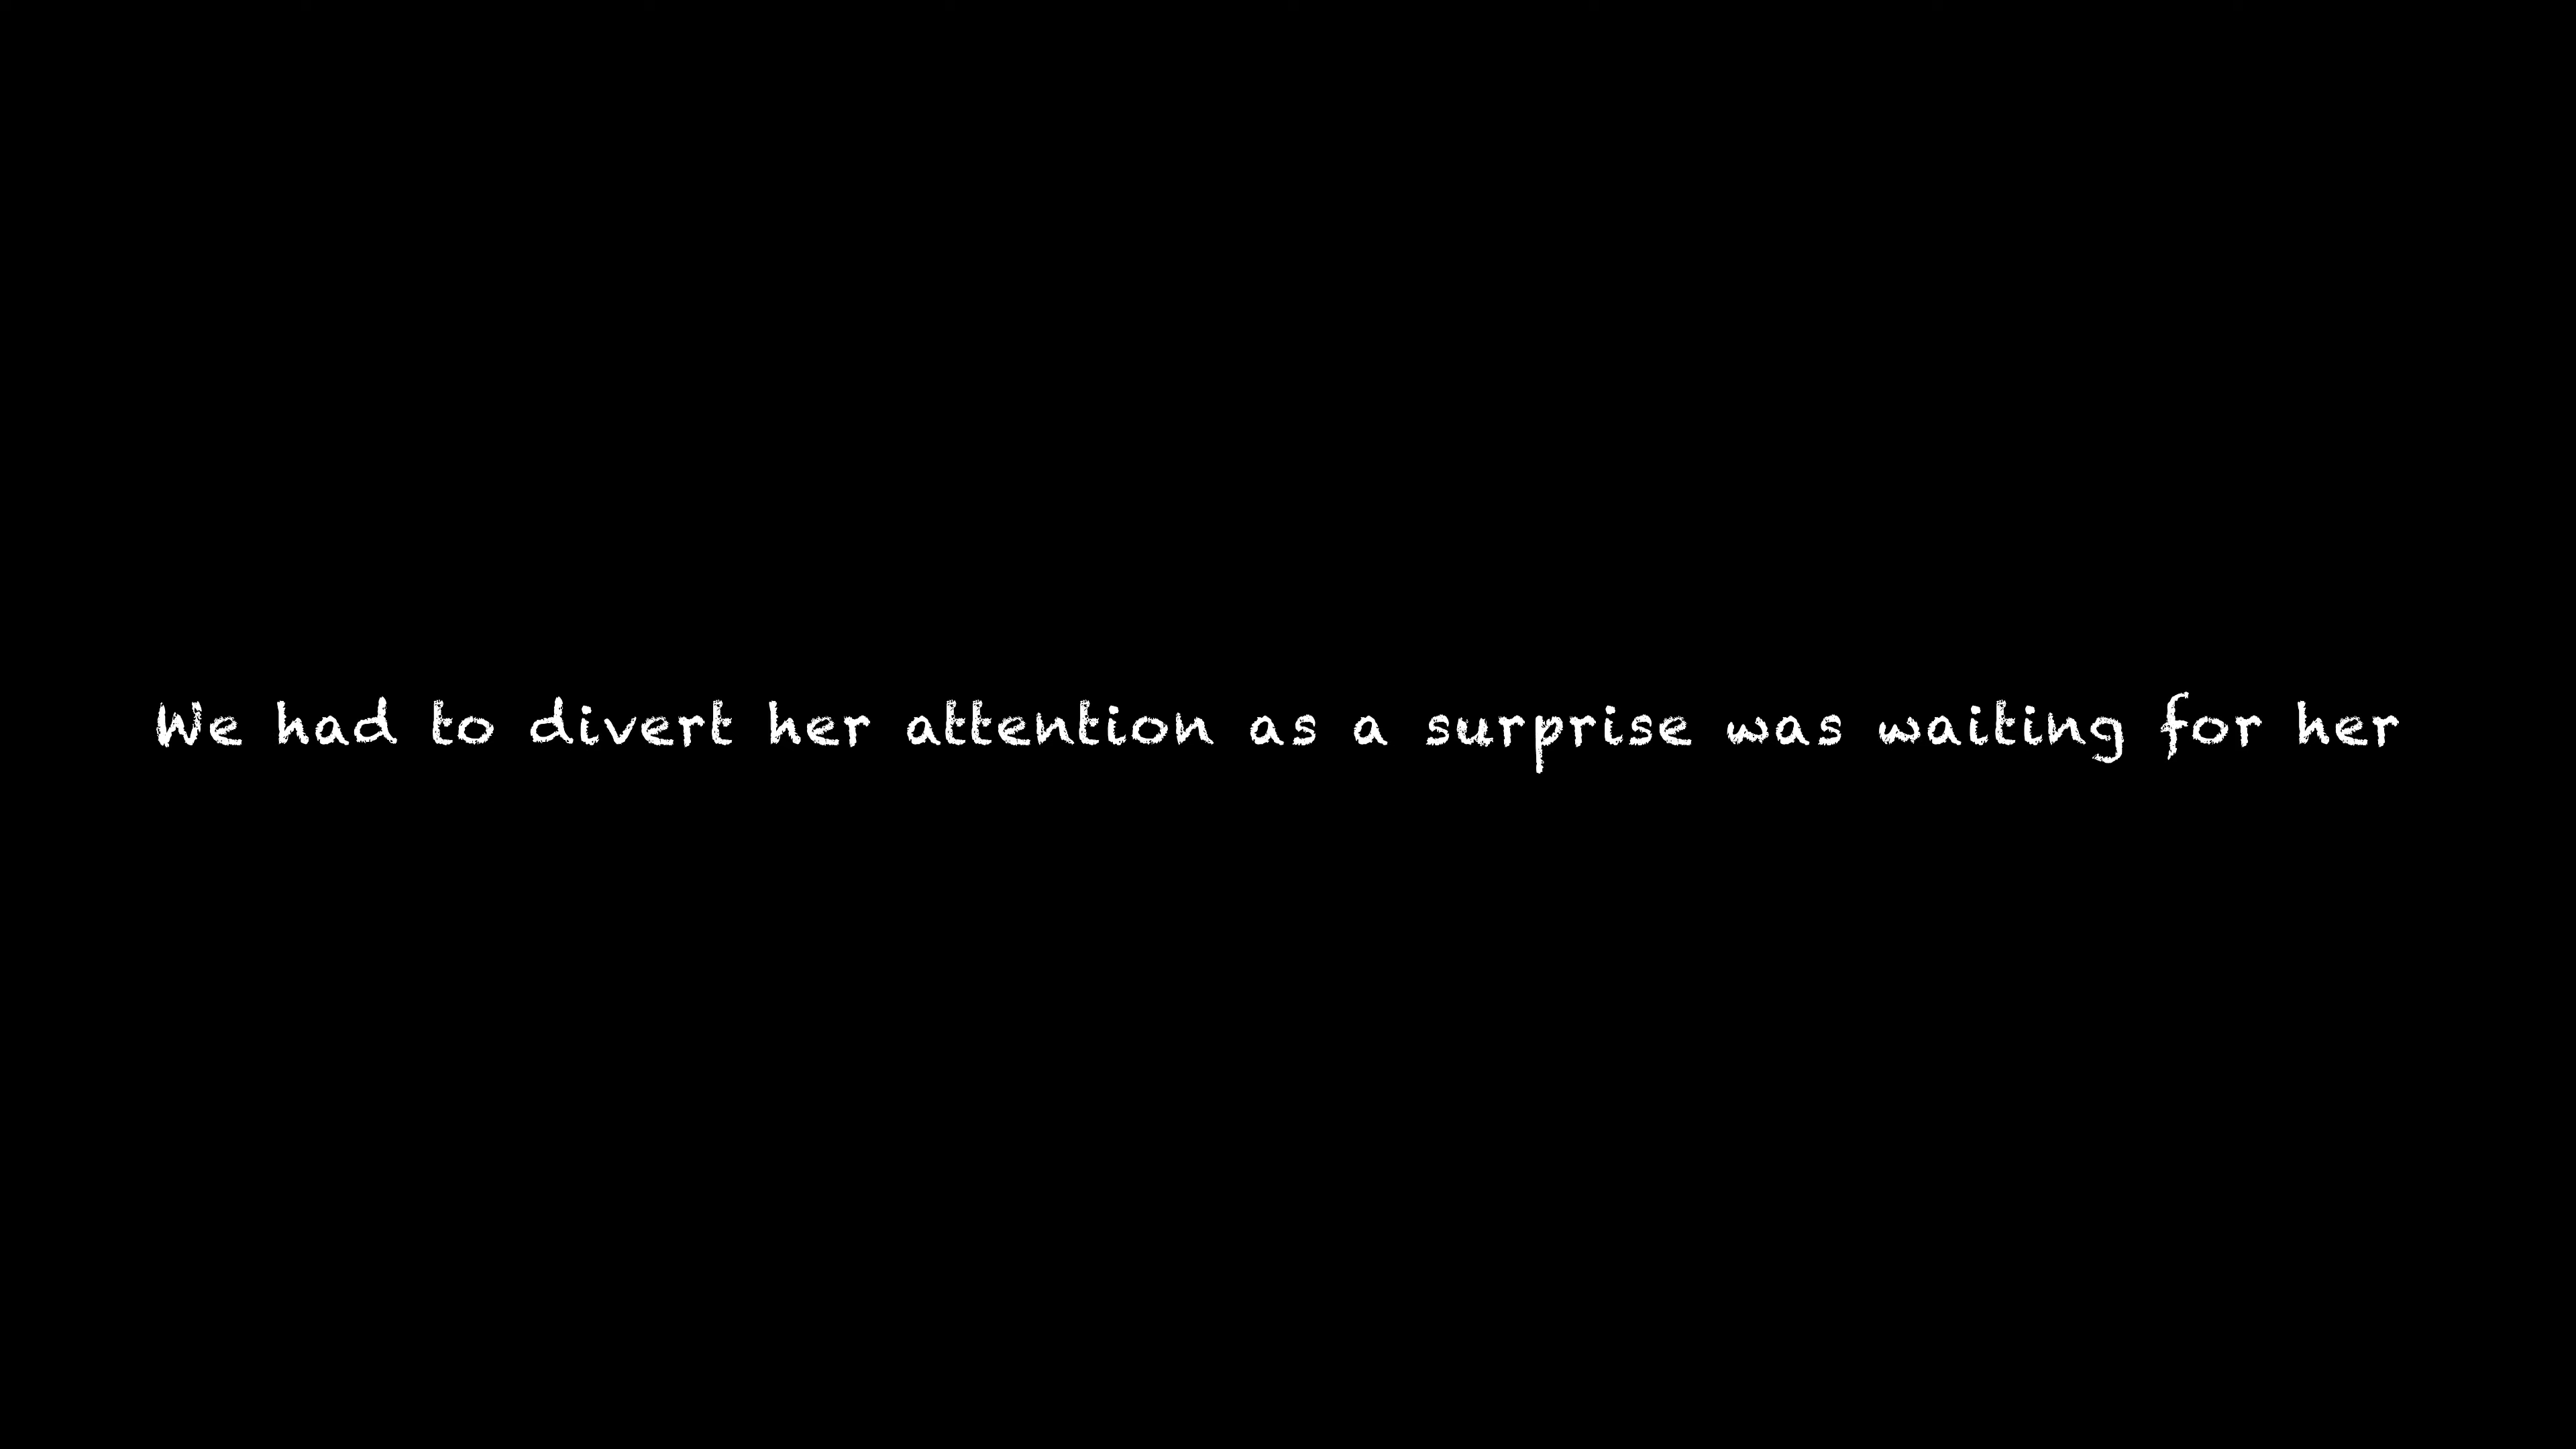 We had to divert her attention as a surprise was waiting for her